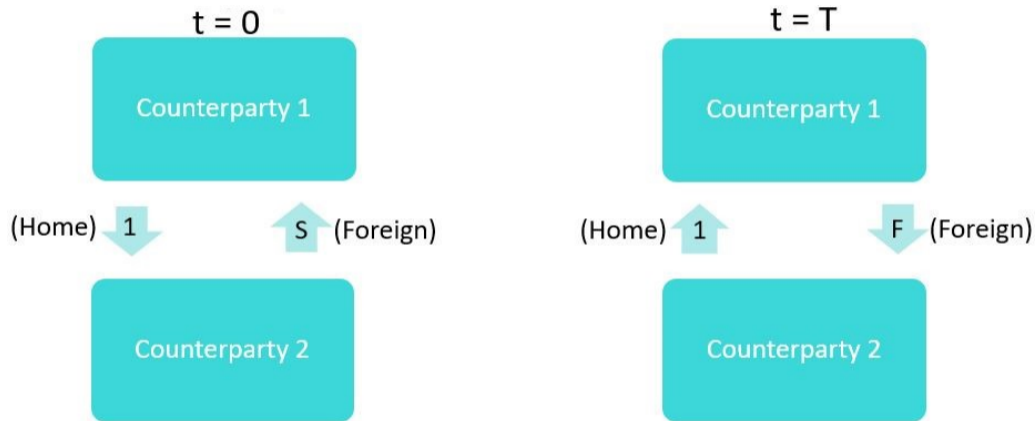 t = 0
Counterparty 1
(Home) 1 S (Foreign)
Counterparty 2
t = T
Counterparty 1
(Home) 1 F (Foreign)
Counterparty 2